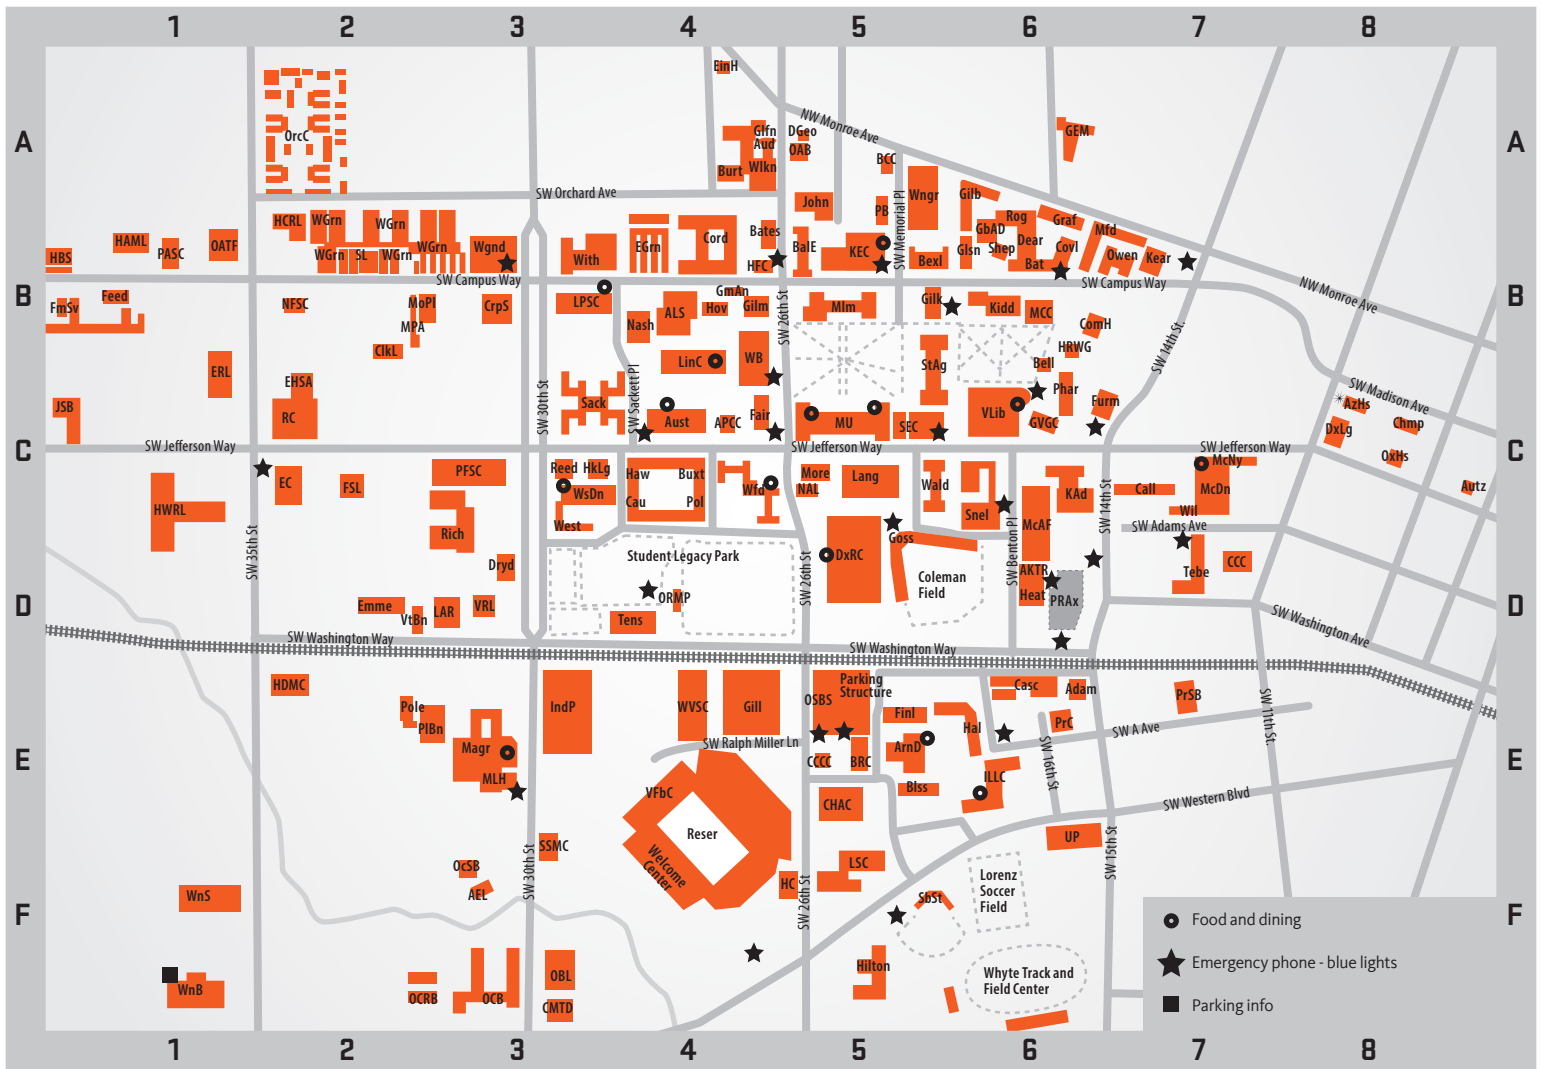 1 2 3 4 5 6 7 8
A
EinH
NW Monroe Ave
OrcC
Glfn
Aud
DGeo
OAB
GEM
Burt
Wlkn
BCC
A
SW Orchard Ave
John
PB
SW Memorial Pl
Wngr
Gilb
HCRL
WGrn
WGrn
Rog
Graf
GbAD
Mfd
HBS
HAML
PASC
OATF
WGrn
SL
WGrn
WGrn
Wgnd
With
EGrn
Cord
Bates
HFC
BalE
KEC
Bexl
Glsn
Shep
Dear
Bat
Covl
Owen
Kear
SW Campus Way
SW Campus Way
NW Monroe Ave
B
FmSv
Feed
NFSC
MoPl
MPA
CrpS
LPSC
GmAn
ALS
Hov
Gilm
Nash
SW 26th St
Mlm
Gilk
Kidd
MCC
ComH
B
ClkL
LinC
WB
StAg
HRWG
Bell
SW 14th St.
ERL
EHSA
RC
JSB
SW 30th St
Sack
SW Sackett Pl
Aust
APCC
Fair
MU
SEC
VLib
GVGC
Phar
Furm
SW Madison Ave
AzHs
Chmp
DxLg
OxHs
Autz
C
SW Jefferson Way
SW Jefferson Way
SW Jefferson Way
C
EC
FSL
PFSC
Reed
HkLg
WsDn
West
Haw
Buxt
Cau
Pol
Wfd
More
NAL
Lang
Wald
Snel
McAF
KAd
SW 14th St
McNy
Call
McDn
Wil
SW Adams Ave
HWRL
SW 35th St
Rich
Dryd
Student Legacy Park
ORMP
Tens
SW 26th St
DxRC
Goss
Coleman
Field
SW Benton Pl
AKTR
Heat
PRAx
Tebe
CCC
D
Emme
VtBn
LAR
VRL
D
SW Washington Way
SW Washington Way
SW Washington Ave
HDMC
Pole
PlBn
IndP
WVSC
Gill
OSBS
Parking
Structure
Finl
Casc
Adam
PrSB
SW 11th St.
Magr
MLH
SW Ralph Miller Ln
CCCC
BRC
ArnD
Hal
PrC
SW A Ave
SW 16th St
E
VFbC
Blss
ILLC
E
CHAC
SW Western Blvd
Reser
Welcome
Center
UP
SW 15th St
SSMC
SW 30th St
OcSB
AEL
HC
SW 26th St
LSC
Lorenz
Soccer
Field
WnS
SbSt
F
F
Food and dining
Emergency phone - blue lights
Parking info
WnB
OCRB
OCB
OBL
CMTD
Hilton
Whyte Track and
Field Center
1 2 3 4 5 6 7 8